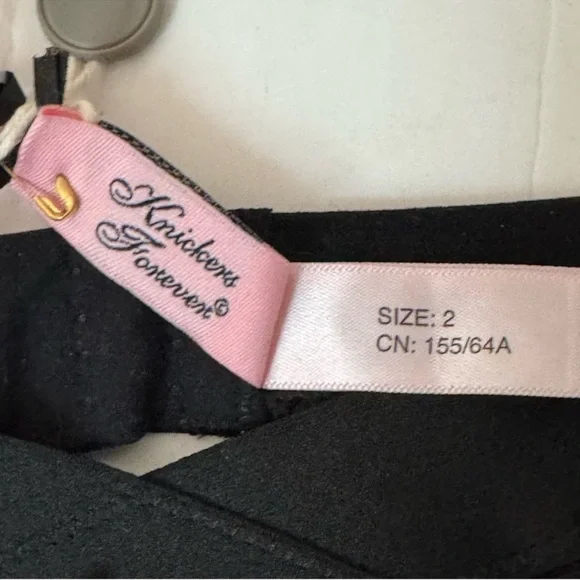 Knickers
Forever©
SIZE: 2
CN: 155/64A